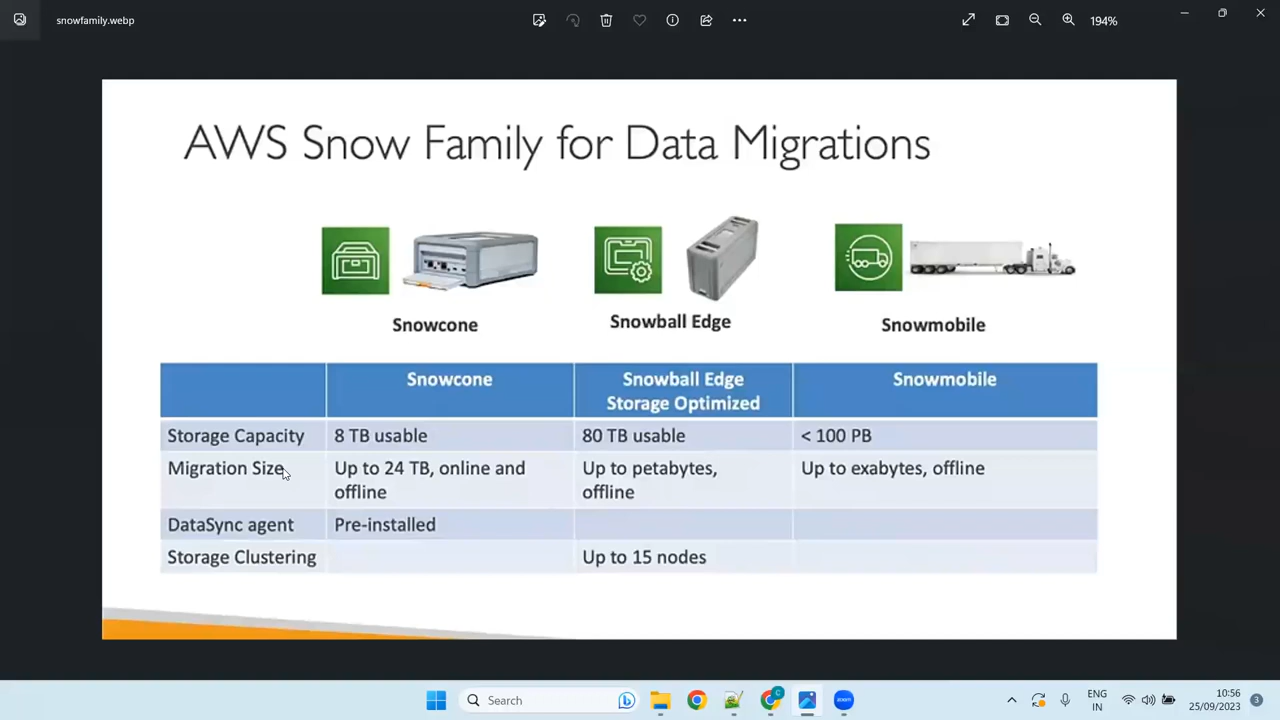 snowfamily.webp
194%
AWS Snow Family for Data Migrations
Snowcone
Snowball Edge
Snowmobile
Snowcone
Snowball Edge
Storage Optimized
Snowmobile
Storage Capacity
8 TB usable
80 TB usable
< 100 PB
Migration Size
Up to 24 TB, online and
offline
Up to petabytes,
offline
Up to exabytes, offline
DataSync agent
Pre-installed
Storage Clustering
Up to 15 nodes
Search
zoom
ENG
IN
10:56
25/09/2023
3